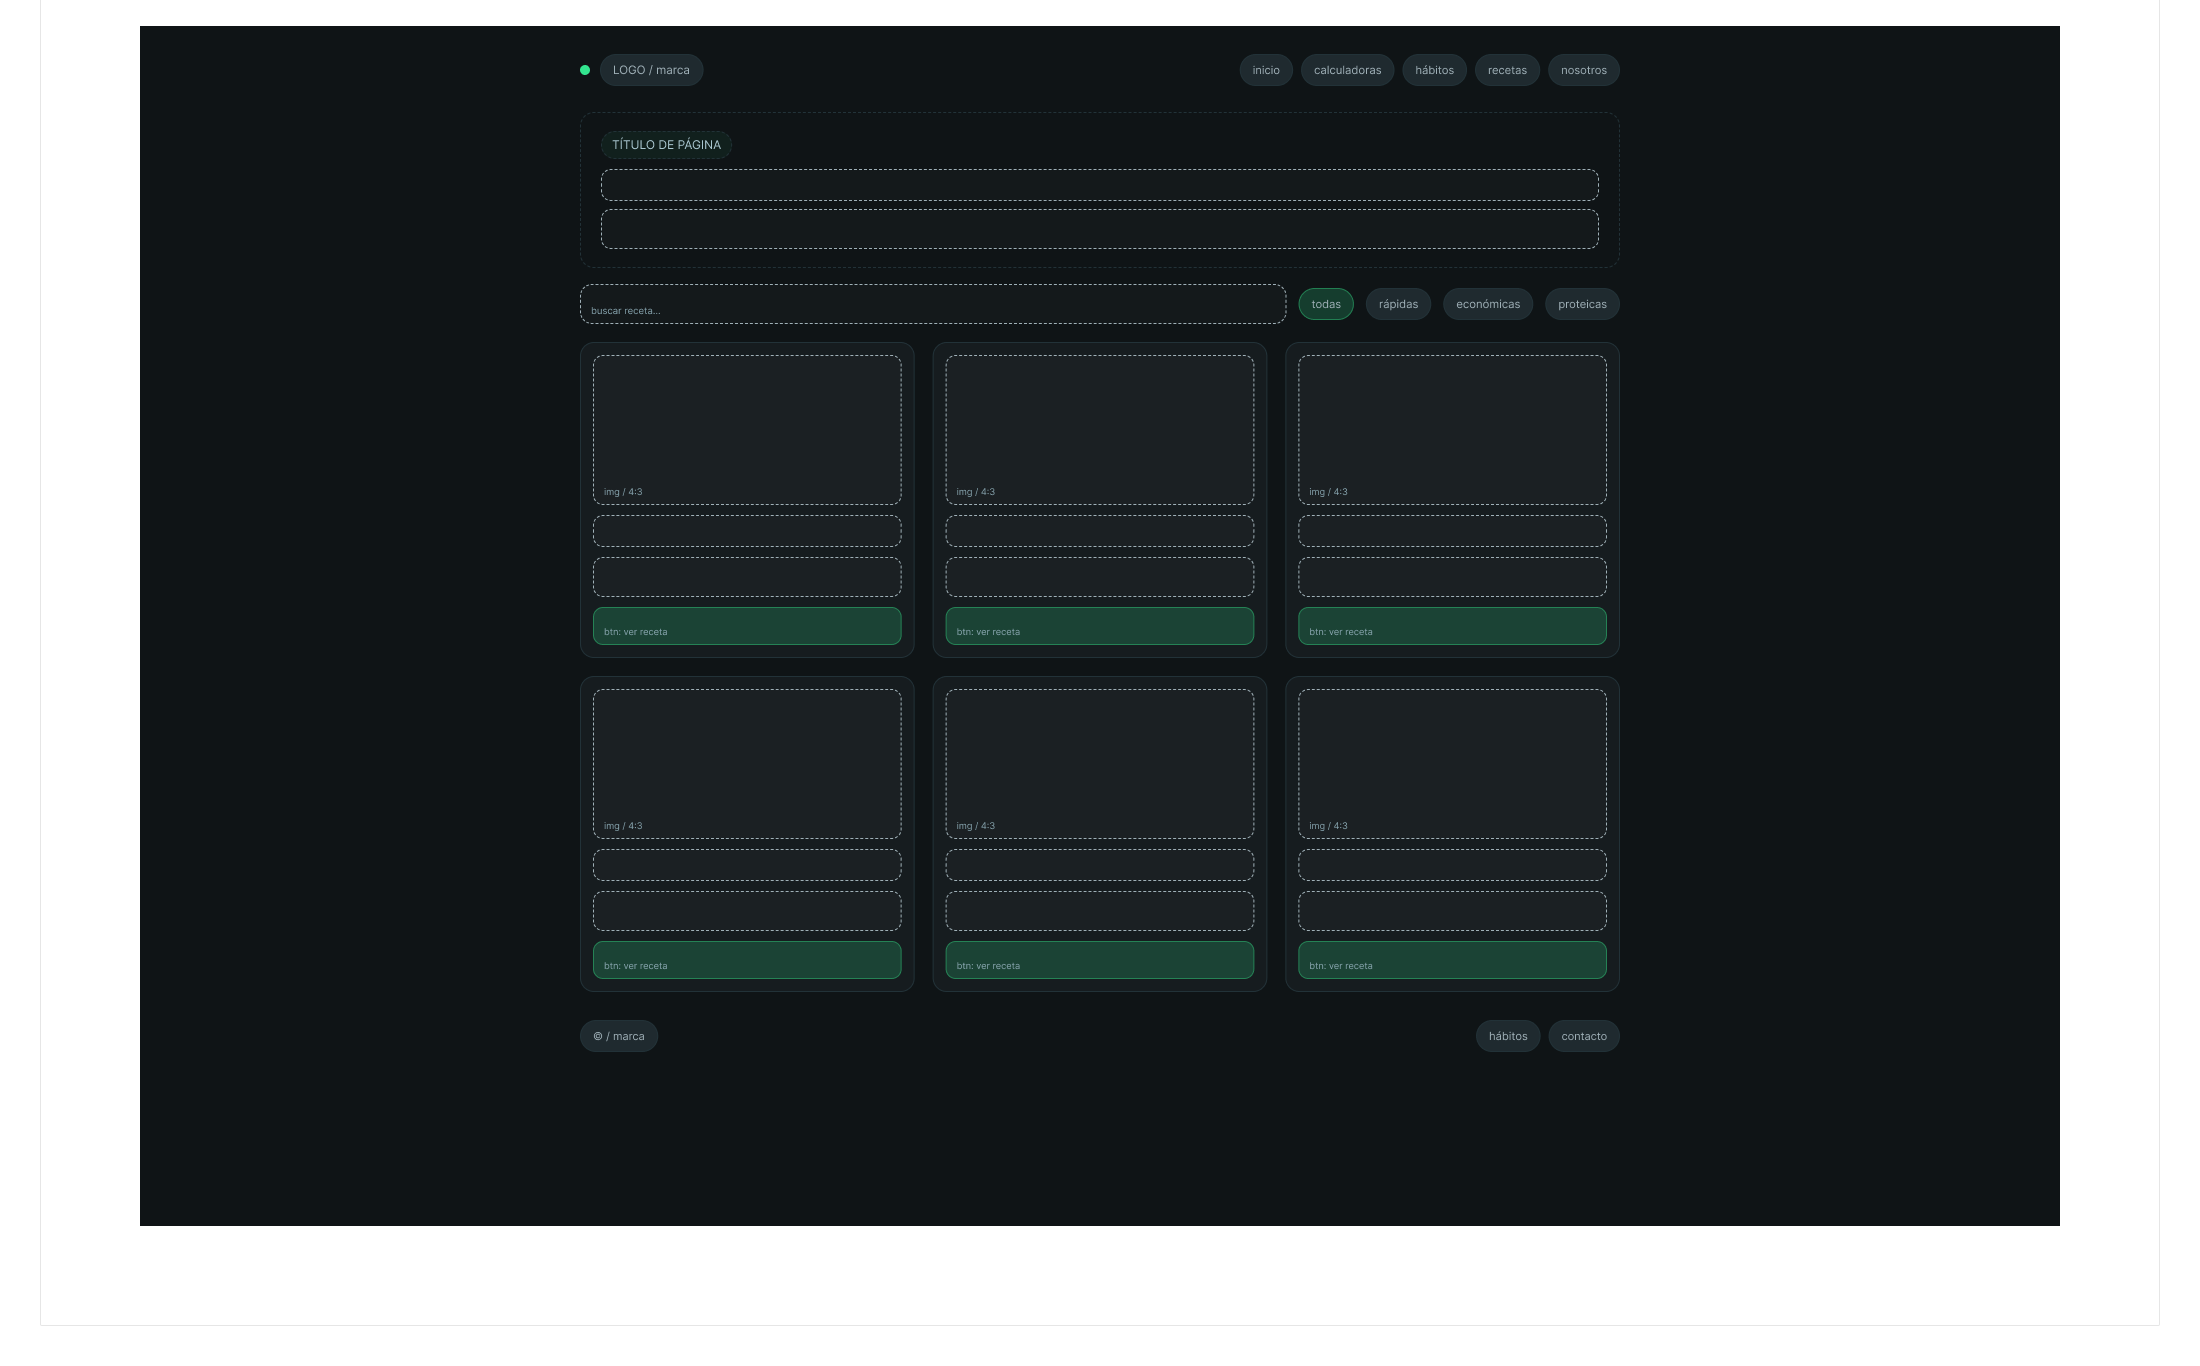 LOGO / marca
inicio
calculadoras
hábitos
recetas
nosotros
TÍTULO DE PÁGINA
buscar receta...
todas
rápidas
económicas
proteicas
img / 4:3
img / 4:3
img / 4:3
btn: ver receta
btn: ver receta
btn: ver receta
img / 4:3
img / 4:3
img / 4:3
btn: ver receta
btn: ver receta
btn: ver receta
© / marca
hábitos
contacto